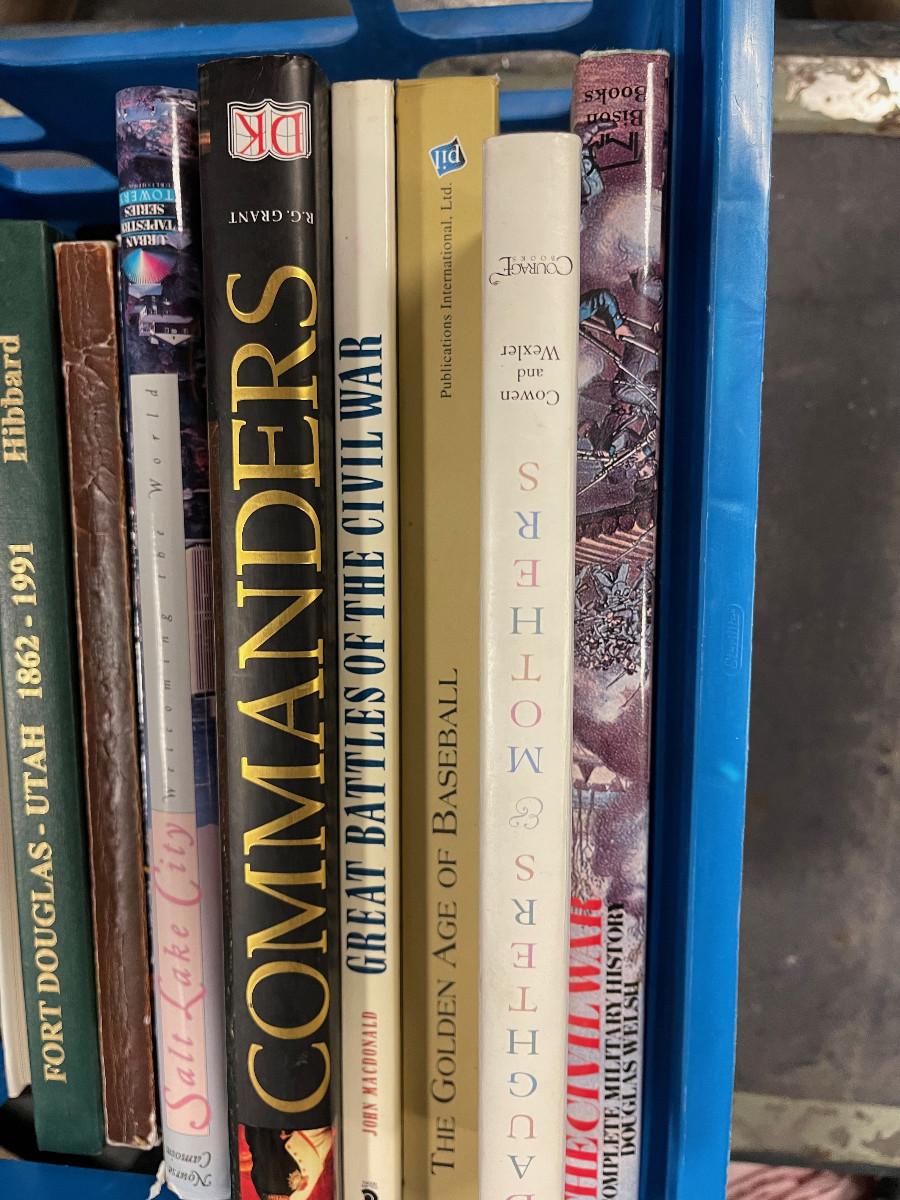 FORT DOUGLAS - UTAH 1862 - 1991 Hibbard
Salt Lake City Welcoming the World
Nourse
URBAN
TAPESTRY
SERIES
TOWERY
PUBLISHING
COMMANDERS
R.G. GRANT
DK
JOHN MACDONALD GREAT BATTLES OF THE CIVIL WAR
THE GOLDEN AGE OF BASEBALL Publications International, Ltd.
pil
DAUGHTERS & MOTHERS
Cowen
and
Wexler
COURAGE
BOOKS
THE CIVIL WAR
COMPLETE MILITARY HISTORY
DOUGLAS WELSH
Bison
Books